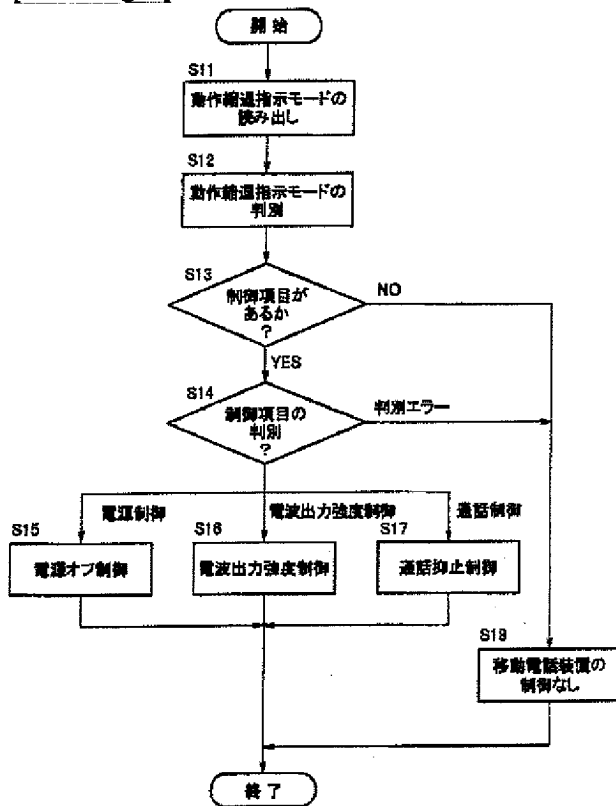 開始
S11
動作縮退指示モードの
読み出し
S12
動作縮退指示モードの
判別
S13
制御項目が
あるか
?
NO
YES
S14
制御項目の
判別
?
判別エラー
電源制御
電波出力強度制御
通話制御
S15
電源オフ制御
S16
電波出力強度制御
S17
通話抑止制御
S18
移動電話装置の
制御なし
終了